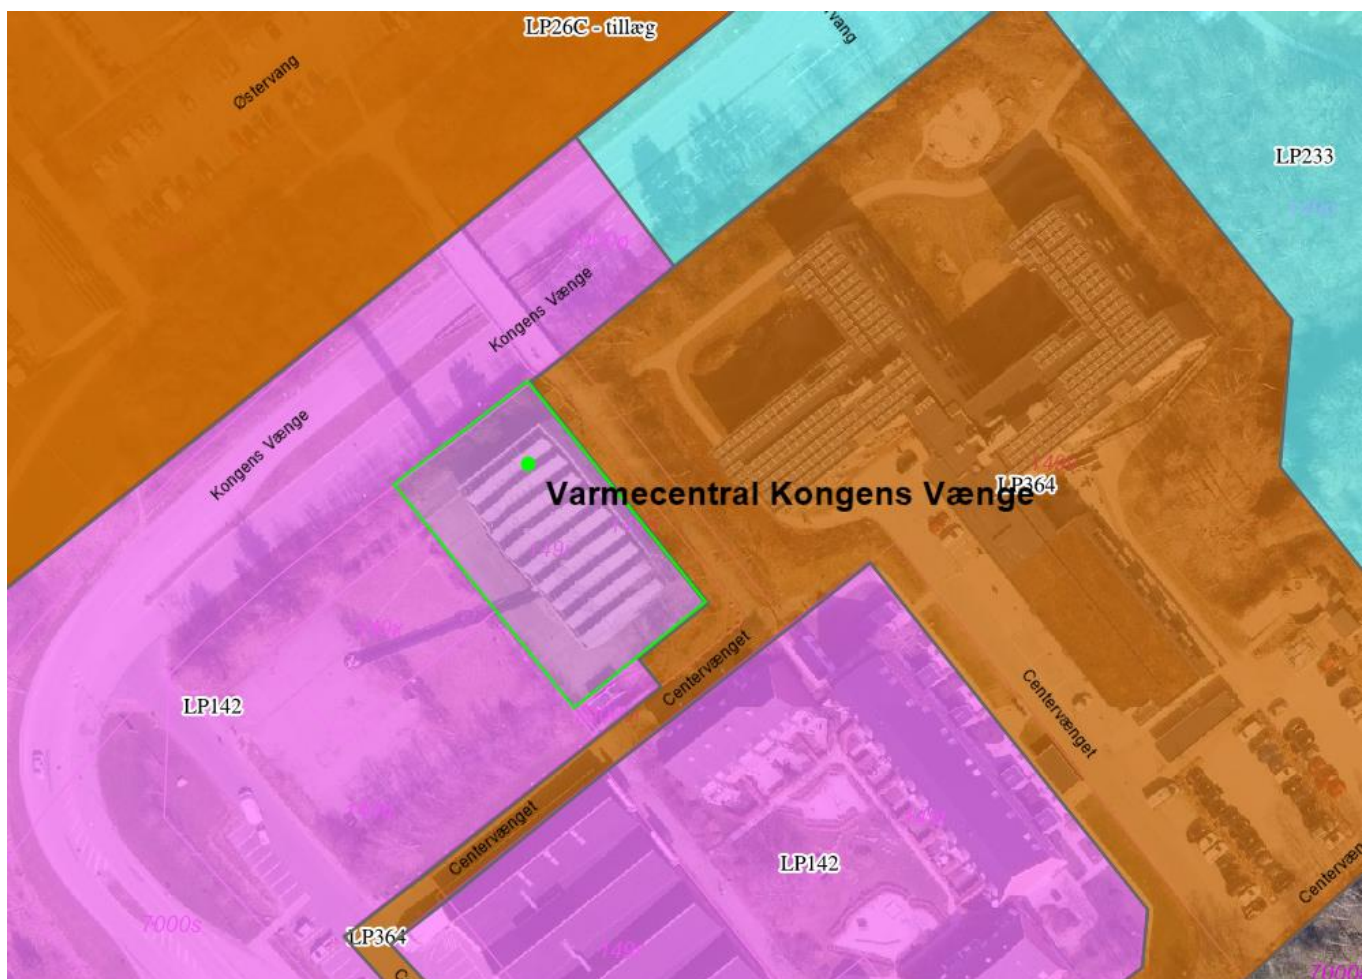 LP26C - tillæg
Østervang
LP233
Kongens Vænge
Kongens Vænge
Varmecentral Kongens Vænge
LP364
LP142
Centervænget
Centervænget
Centervænget
LP142
LP364
7000s